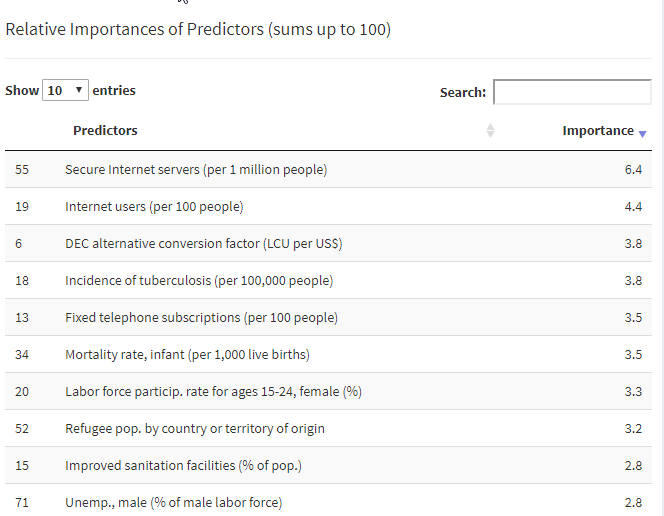 Relative Importances of Predictors (sums up to 100)
Show 10 entries Search:
Predictors Importance
55 Secure Internet servers (per 1 million people) 6.4
19 Internet users (per 100 people) 4.4
6 DEC alternative conversion factor (LCU per US$) 3.8
18 Incidence of tuberculosis (per 100,000 people) 3.8
13 Fixed telephone subscriptions (per 100 people) 3.5
34 Mortality rate, infant (per 1,000 live births) 3.5
20 Labor force particip. rate for ages 15-24, female (%) 3.3
52 Refugee pop. by country or territory of origin 3.2
15 Improved sanitation facilities (% of pop.) 2.8
71 Unemp., male (% of male labor force) 2.8